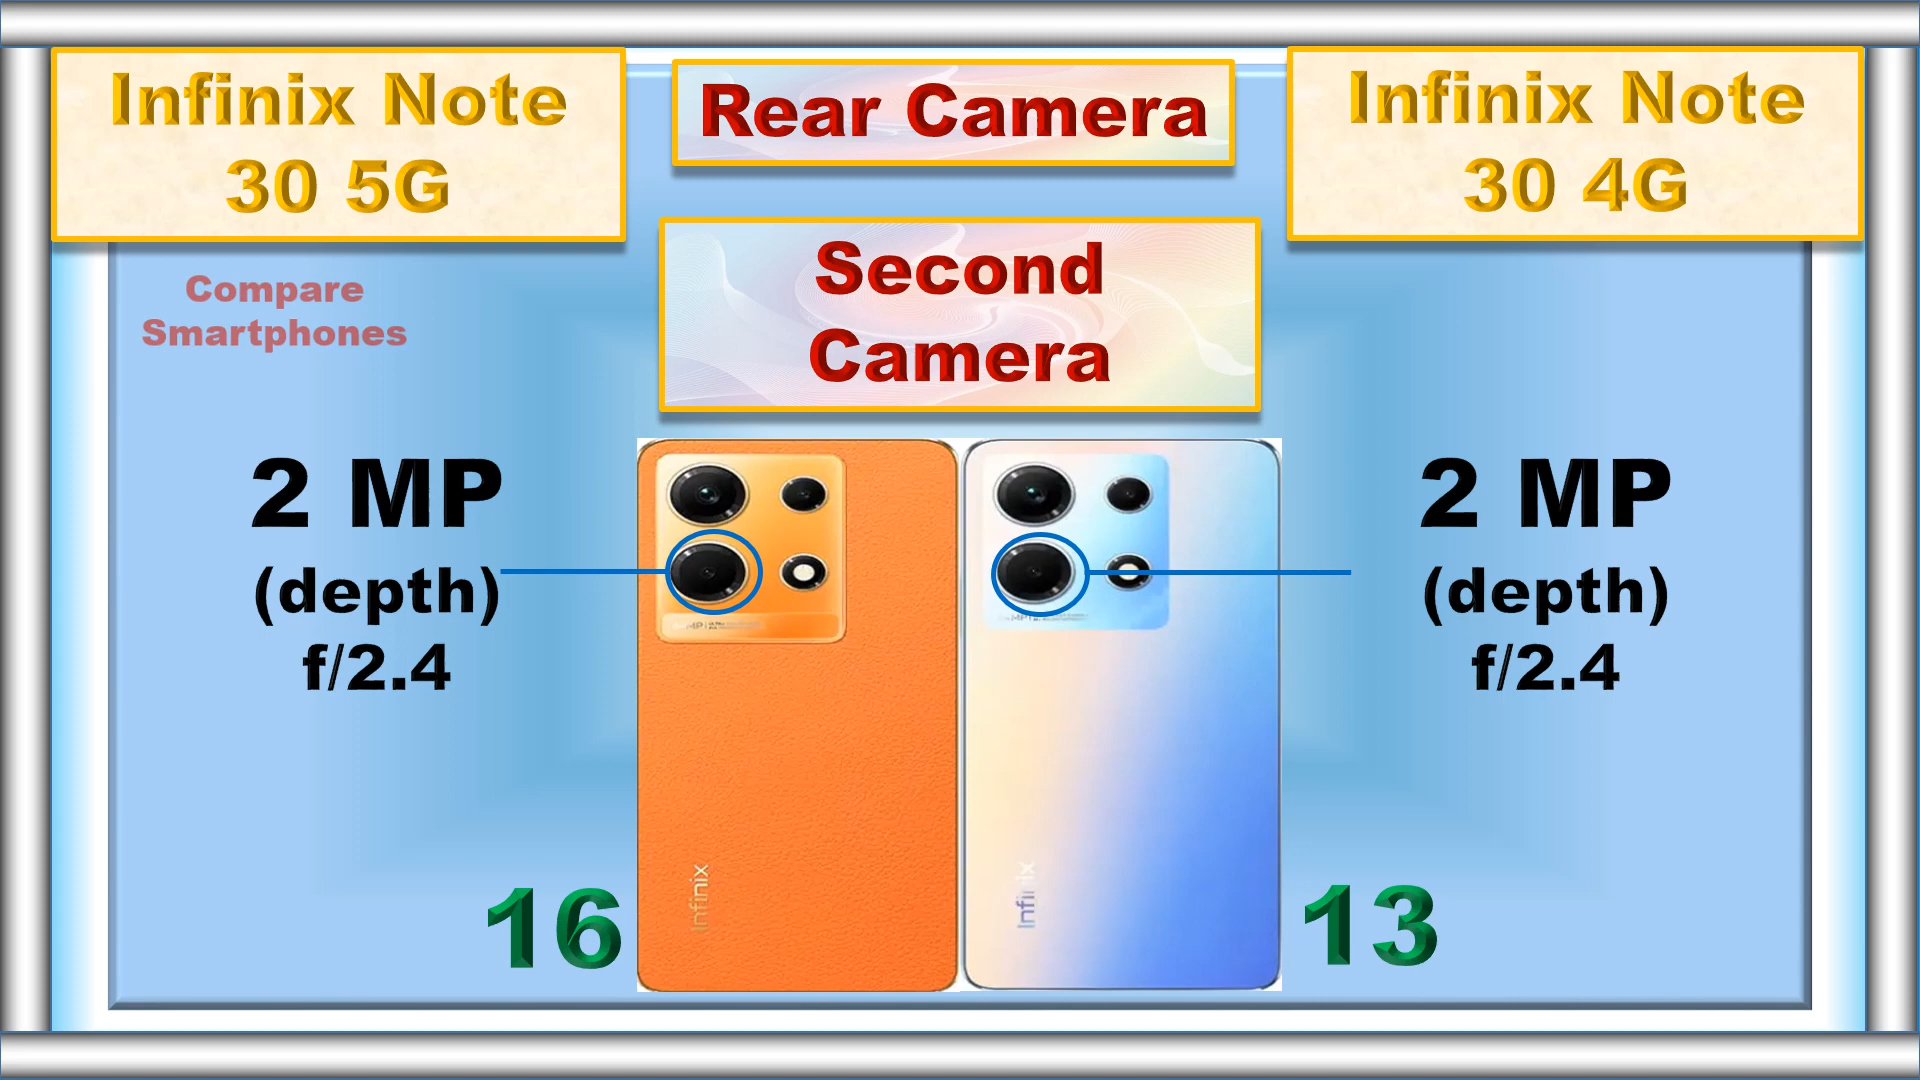 Infinix Note
30 5G
Rear Camera
Infinix Note
30 4G
Second
Camera
Compare
Smartphones
2 MP
(depth)
f/2.4
2 MP
(depth)
f/2.4
Infinix
Infinix
16
13